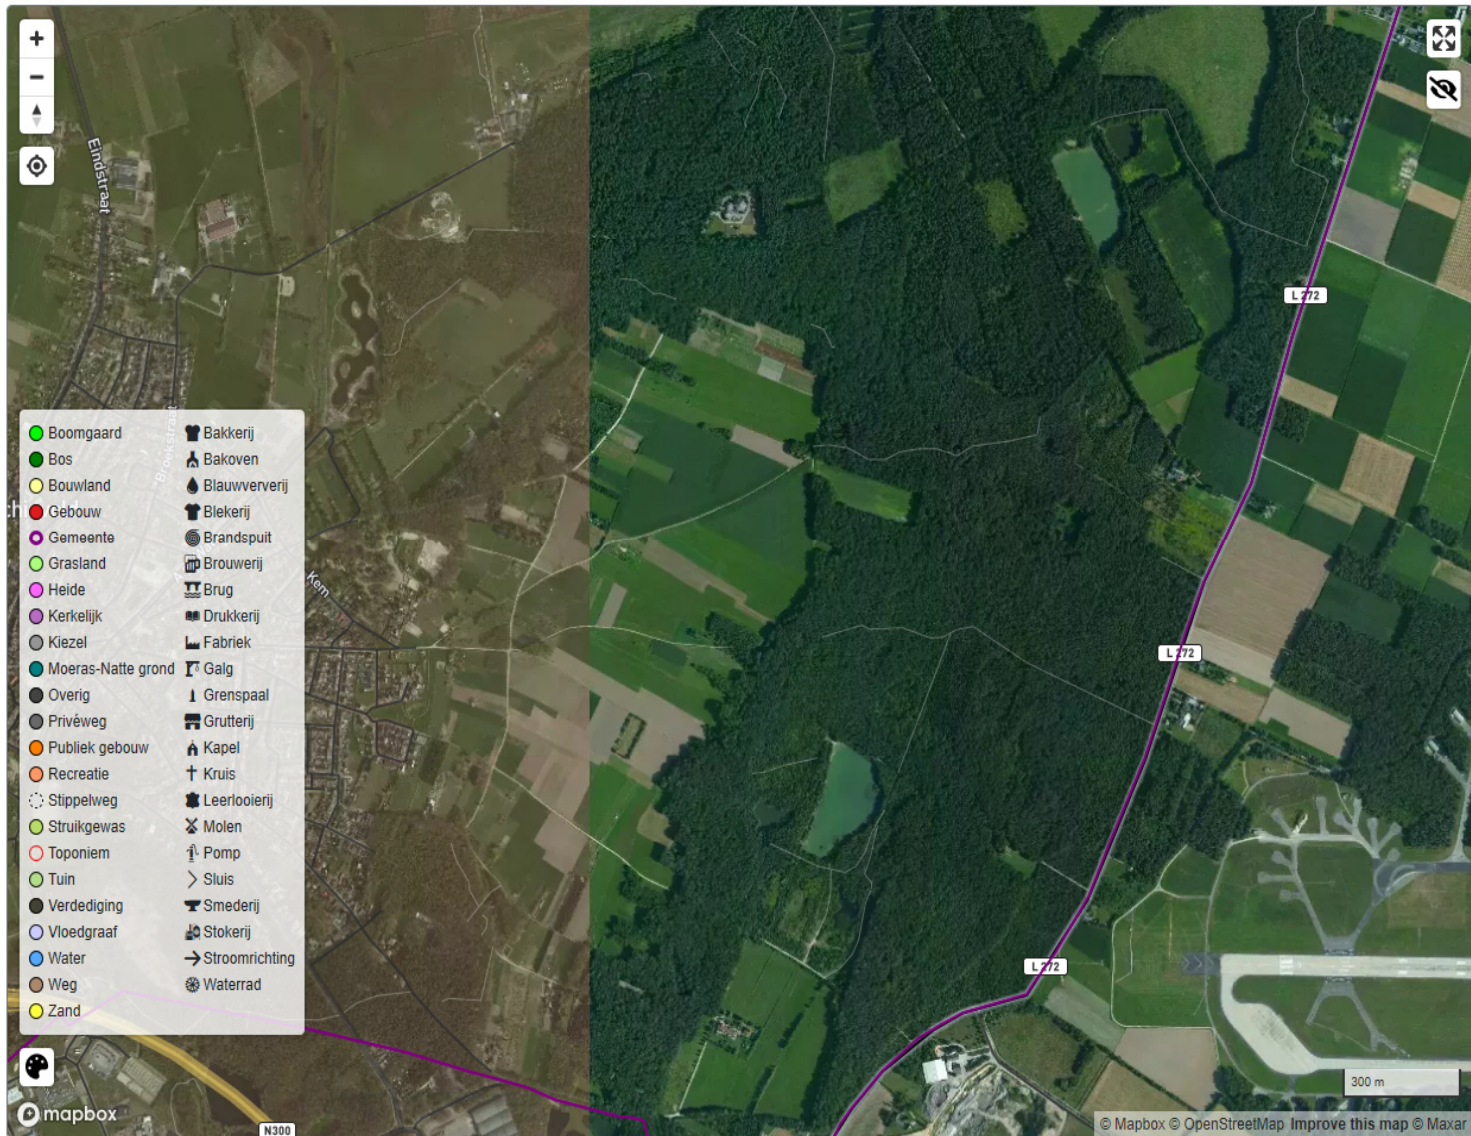 Eindstraat
L 272
Broekstraat
Kem
L 272
L 272
N300
Boomgaard
Bos
Bouwland
Gebouw
Gemeente
Grasland
Heide
Kerkelijk
Kiezel
Moeras-Natte grond
Overig
Privéweg
Publiek gebouw
Recreatie
Stippelweg
Struikgewas
Toponiem
Tuin
Verdediging
Vloedgraaf
Water
Weg
Zand
Bakkerij
Bakoven
Blauwververij
Blekerij
Brandspuit
Brouwerij
Brug
Drukkerij
Fabriek
Galg
Grenspaal
Grutterij
Kapel
Kruis
Leerlooierij
Molen
Pomp
Sluis
Smederij
Stokerij
Stroomrichting
Waterrad
300 m
mapbox
© Mapbox © OpenStreetMap Improve this map © Maxar